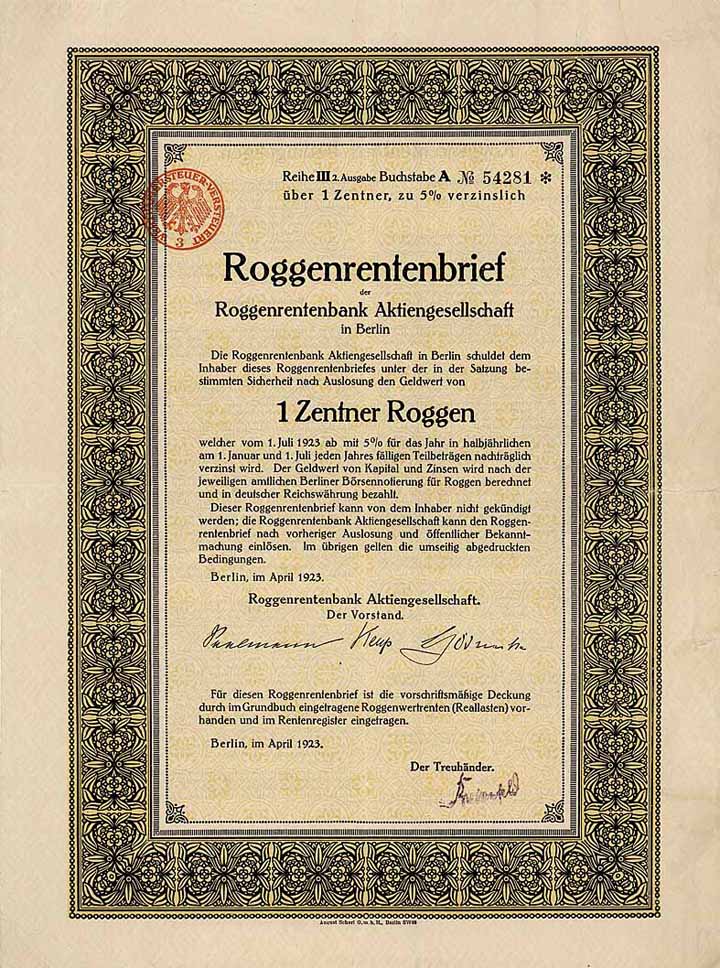 Reihe III 2. Ausgabe Buchstabe A № 54281 *
über 1 Zentner, zu 5% verzinslich
VERSTEUERT
3
Roggenrentenbrief
der
Roggenrentenbank Aktiengesellschaft
in Berlin
Die Roggenrentenbank Aktiengesellschaft in Berlin schuldet dem
Inhaber dieses Roggenrentenbriefes unter der in der Satzung be-
stimmten Sicherheit nach Auslosung den Geldwert von
1 Zentner Roggen
welcher vom 1. Juli 1923 ab mit 5% für das Jahr in halbjährlichen
am 1. Januar und 1. Juli jeden Jahres fälligen Teilbeträgen nachträglich
verzinst wird. Der Geldwert von Kapital und Zinsen wird nach der
jeweiligen amtlichen Berliner Börsennotierung für Roggen berechnet
und in deutscher Reichswährung bezahlt.
Dieser Roggenrentenbrief kann von dem Inhaber nicht gekündigt
werden; die Roggenrentenbank Aktiengesellschaft kann den Roggen-
rentenbrief nach vorheriger Auslosung und öffentlicher Bekannt-
machung einlösen. Im übrigen gelten die umseitig abgedruckten
Bedingungen.
Berlin, im April 1923.
Roggenrentenbank Aktiengesellschaft.
Der Vorstand.
Für diesen Roggenrentenbrief ist die vorschriftsmäßige Deckung
durch im Grundbuch eingetragene Roggenwertrenten (Reallasten) vor-
handen und im Rentenregister eingetragen.
Berlin, im April 1923.
Der Treuhänder.
August Scherl G.m.b.H., Berlin SW68